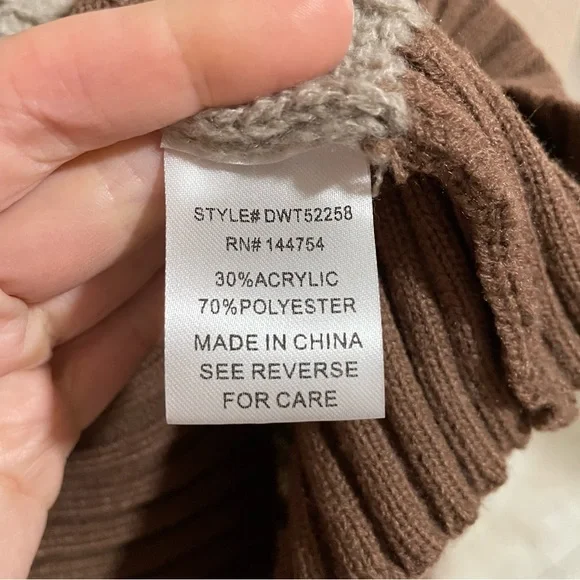 STYLE# DWT52258
RN# 144754
30%ACRYLIC
70%POLYESTER
MADE IN CHINA
SEE REVERSE
FOR CARE